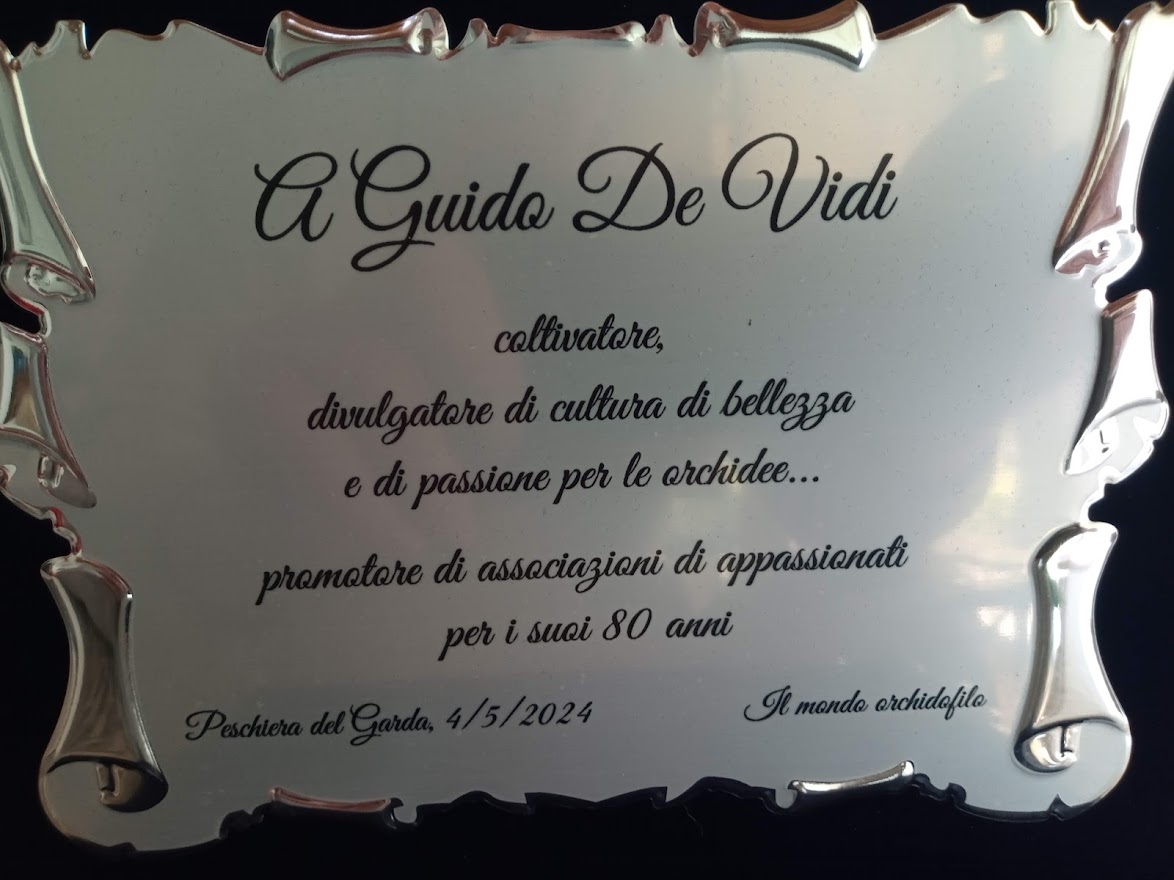 A Guido De Vidi
coltivatore,
divulgatore di cultura di bellezza
e di passione per le orchidee...
promotore di associazioni di appassionati
per i suoi 80 anni
Peschiera del Garda, 4/5/2024
Il mondo orchidofilo